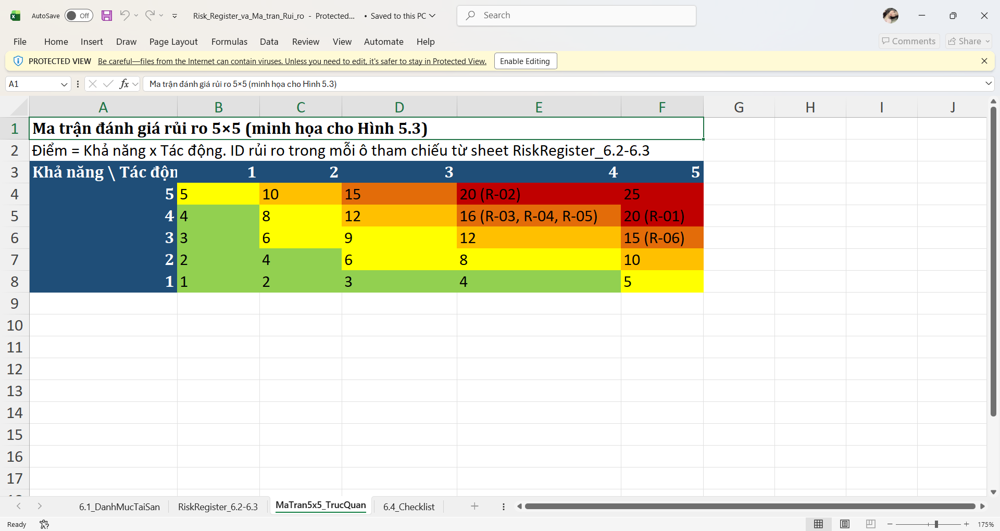 AutoSave Off Risk_Register_va_Ma_tran_Rui_ro - Protected... • Saved to this PC Search
File Home Insert Draw Page Layout Formulas Data Review View Automate Help Comments Share
PROTECTED VIEW Be careful—files from the Internet can contain viruses. Unless you need to edit, it's safer to stay in Protected View. Enable Editing
A1 fx Ma trận đánh giá rủi ro 5×5 (minh họa cho Hình 5.3)
A B C D E F G H I J
1 Ma trận đánh giá rủi ro 5×5 (minh họa cho Hình 5.3)
2 Điểm = Khả năng x Tác động. ID rủi ro trong mỗi ô tham chiếu từ sheet RiskRegister_6.2-6.3
3 Khả năng \ Tác độn 1 2 3 4 5
4 5 5 10 15 20 (R-02) 25
5 4 4 8 12 16 (R-03, R-04, R-05) 20 (R-01)
6 3 3 6 9 12 15 (R-06)
7 2 2 4 6 8 10
8 1 1 2 3 4 5
9
10
11
12
13
14
15
16
17
6.1_DanhMucTaiSan RiskRegister_6.2-6.3 MaTran5x5_TrucQuan 6.4_Checklist
Ready 175%